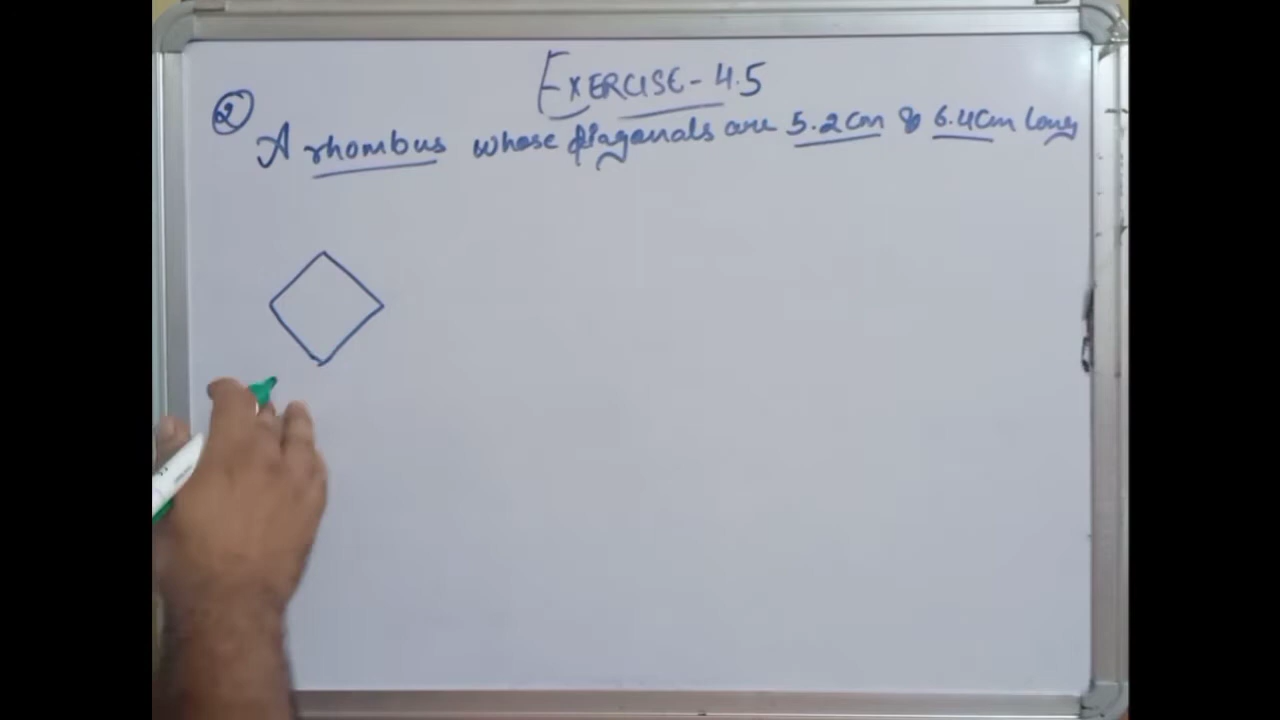 EXERCISE-4.5
② A rhombus whose diagonals are 5.2cm & 6.4cm long